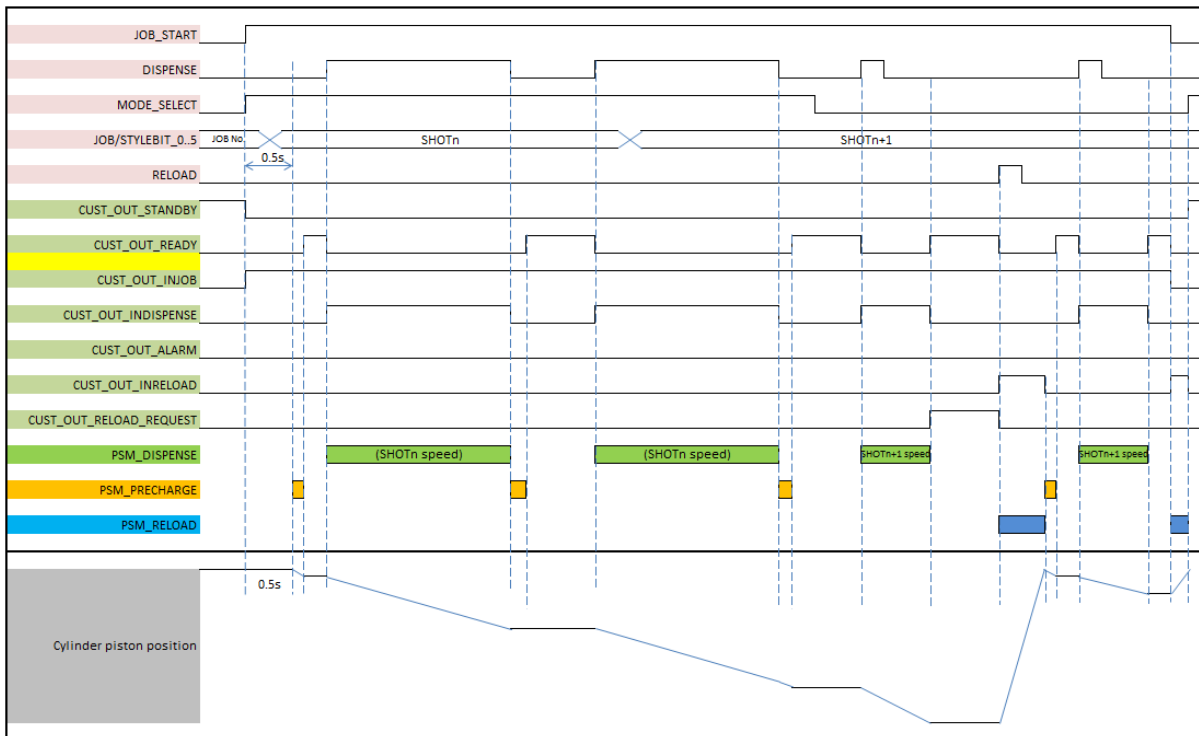 JOB_START
DISPENSE
MODE_SELECT
JOB/STYLEBIT_0..5 JOB No SHOTn SHOTn+1
0.5s
RELOAD
CUST_OUT_STANDBY
CUST_OUT_READY
CUST_OUT_INJOB
CUST_OUT_INDISPENSE
CUST_OUT_ALARM
CUST_OUT_INRELOAD
CUST_OUT_RELOAD_REQUEST
PSM_DISPENSE (SHOTn speed) (SHOTn speed) SHOTn+1 speed SHOTn+1 speed
PSM_PRECHARGE
PSM_RELOAD
0.5s
Cylinder piston position